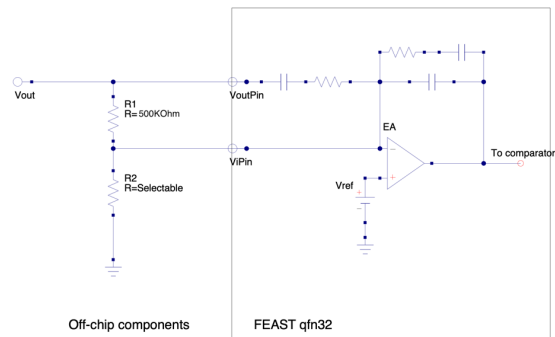 Vout
R1
R= 500KOhm
VoutPin
EA
ViPin
To comparator
R2
R=Selectable
Vref
+
−
−
+
Off-chip components
FEAST qfn32